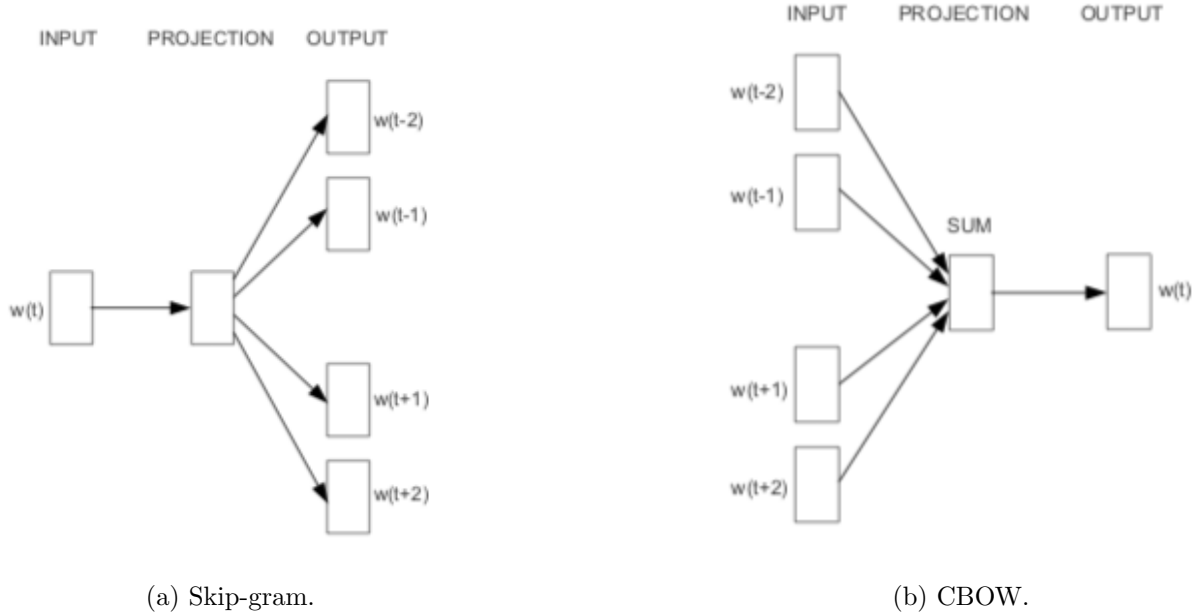 INPUT PROJECTION OUTPUT
w(t-2)
w(t-1)
w(t)
w(t+1)
w(t+2)
(a) Skip-gram.
INPUT PROJECTION OUTPUT
w(t-2)
w(t-1)
SUM
w(t)
w(t+1)
w(t+2)
(b) CBOW.